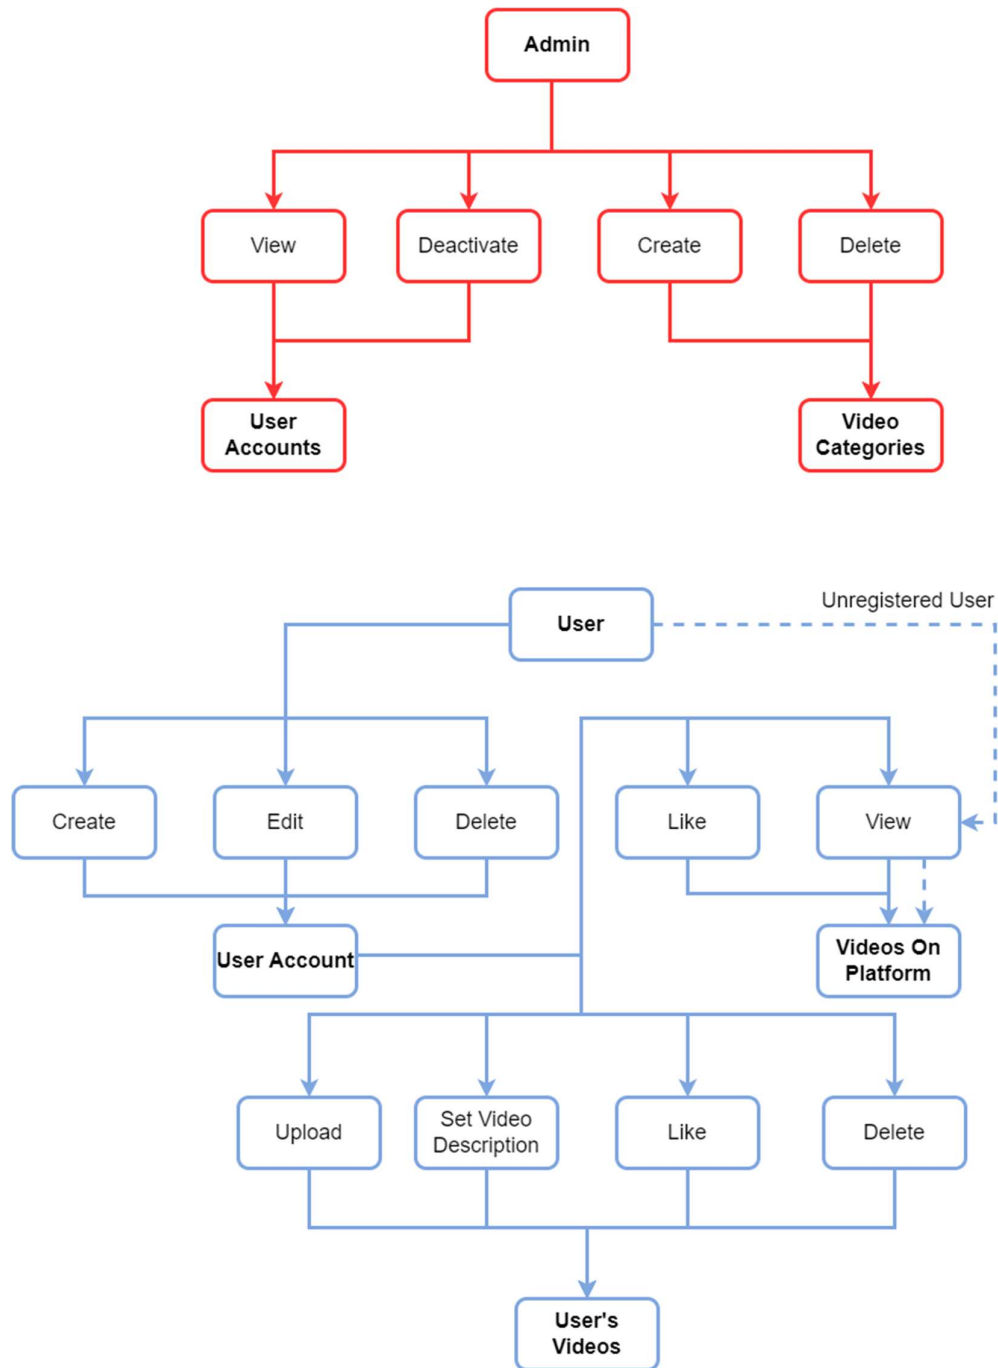 Admin
View
Deactivate
Create
Delete
User
Accounts
Video
Categories
Unregistered User
User
Create
Edit
Delete
Like
View
User Account
Videos On
Platform
Upload
Set Video
Description
Like
Delete
User's
Videos